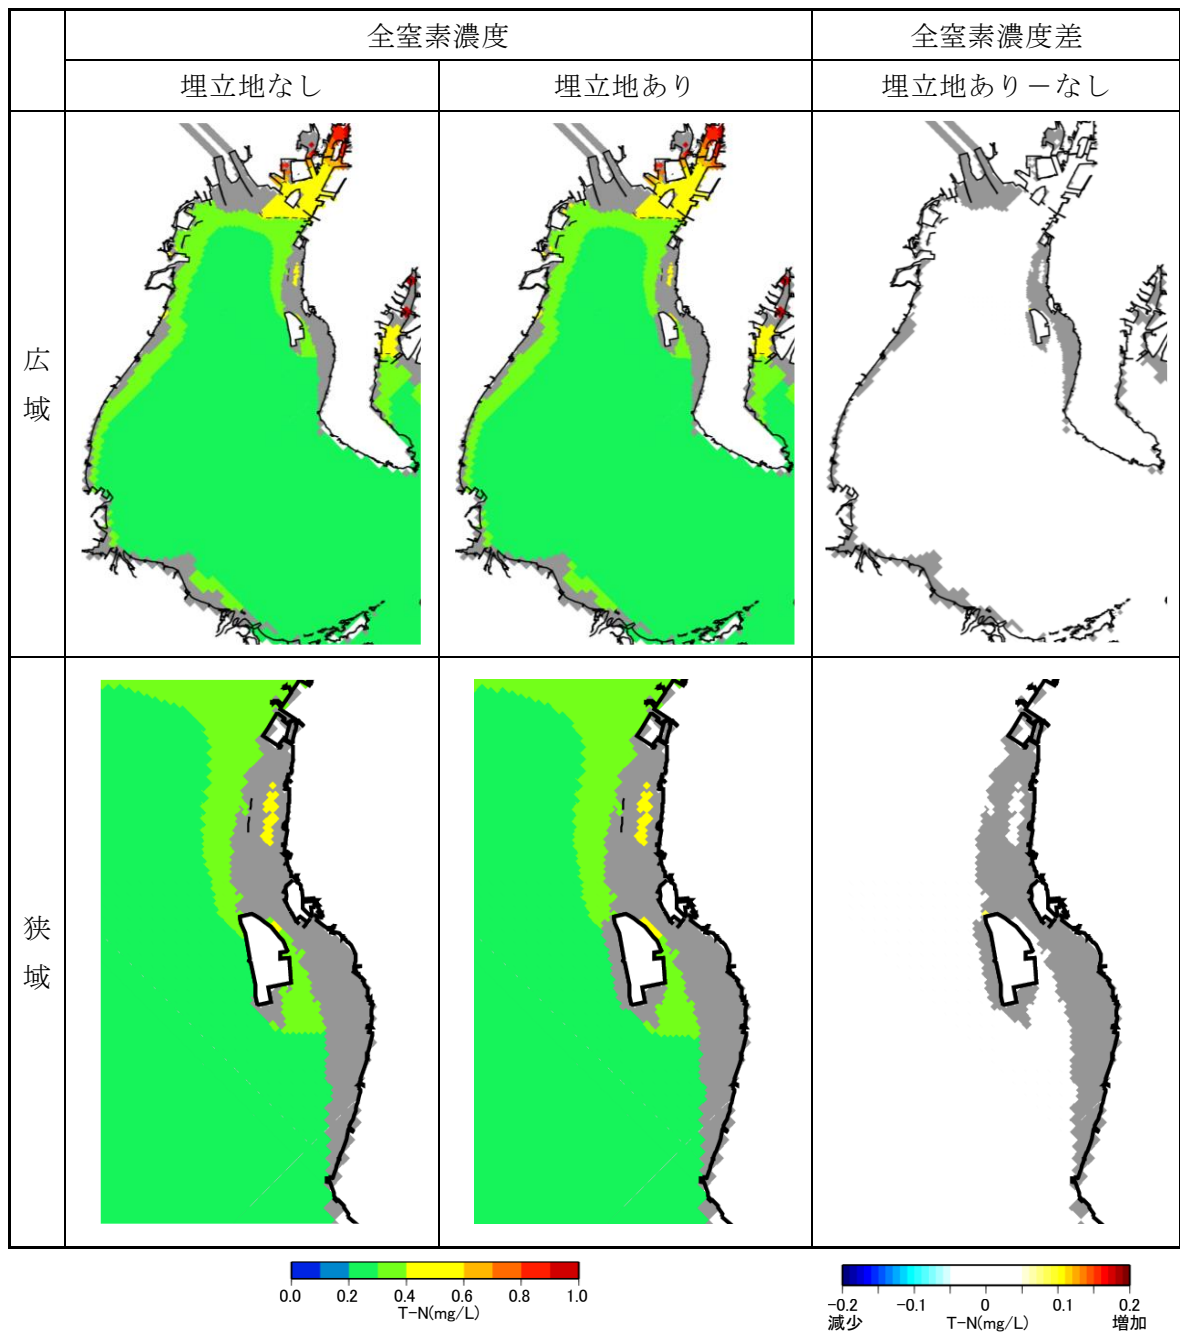 全窒素濃度
全窒素濃度差
埋立地なし
埋立地あり
埋立地あり－なし
広
域
狭
域
0.0 0.2 0.4 0.6 0.8 1.0
T-N(mg/L)
-0.2 -0.1 0 0.1 0.2
減少 T-N(mg/L) 増加